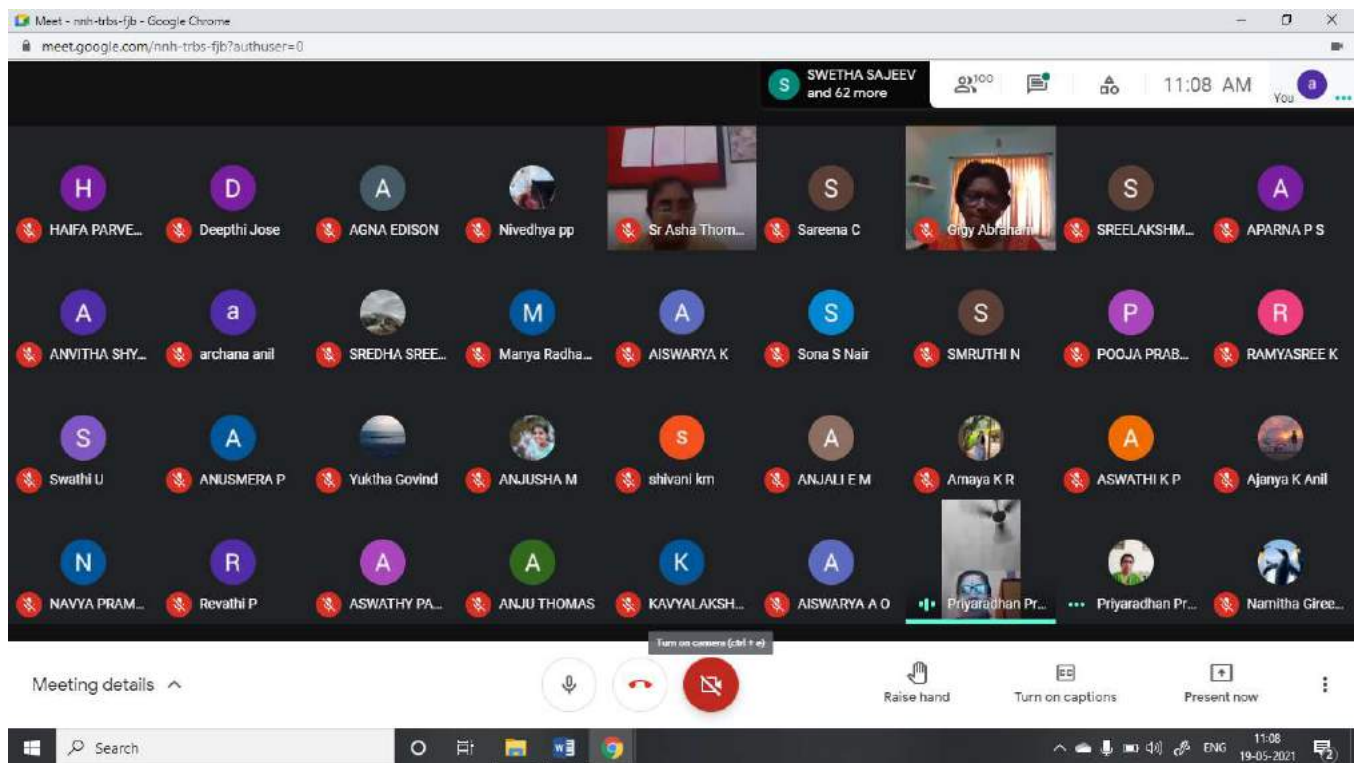 Meet - nnh-trbs-fjb - Google Chrome
meet.google.com/nnh-trbs-fjb?authuser=0
S SWETHA SAJEEV
and 62 more
100
11:08 AM
You a
H D A S S A
HAIFA PARVE... Deepthi Jose AGNA EDISON Nivedhya pp Sr Asha Thom... Sareena C Gigy Abraham SREELAKSHM... APARNA P S
A a M A S S P R
ANVITHA SHY... archana anil SREDHA SREE... Manya Radha... AISWARYA K Sona S Nair SMRUTHI N POOJA PRAB... RAMYASREE K
S A s A A
Swathi U ANUSMERA P Yuktha Govind ANJUSHA M shivani km ANJALI E M Amaya K R ASWATHI K P Ajanya K Anil
N R A A K A
NAVYA PRAM... Revathi P ASWATHY PA... ANJU THOMAS KAVYALAKSH... AISWARYA A O Priyaradhan Pr... Priyaradhan Pr... Namitha Giree...
Turn on camera (ctrl + e)
Meeting details Raise hand Turn on captions Present now
Search ENG 11:08
19-05-2021
2